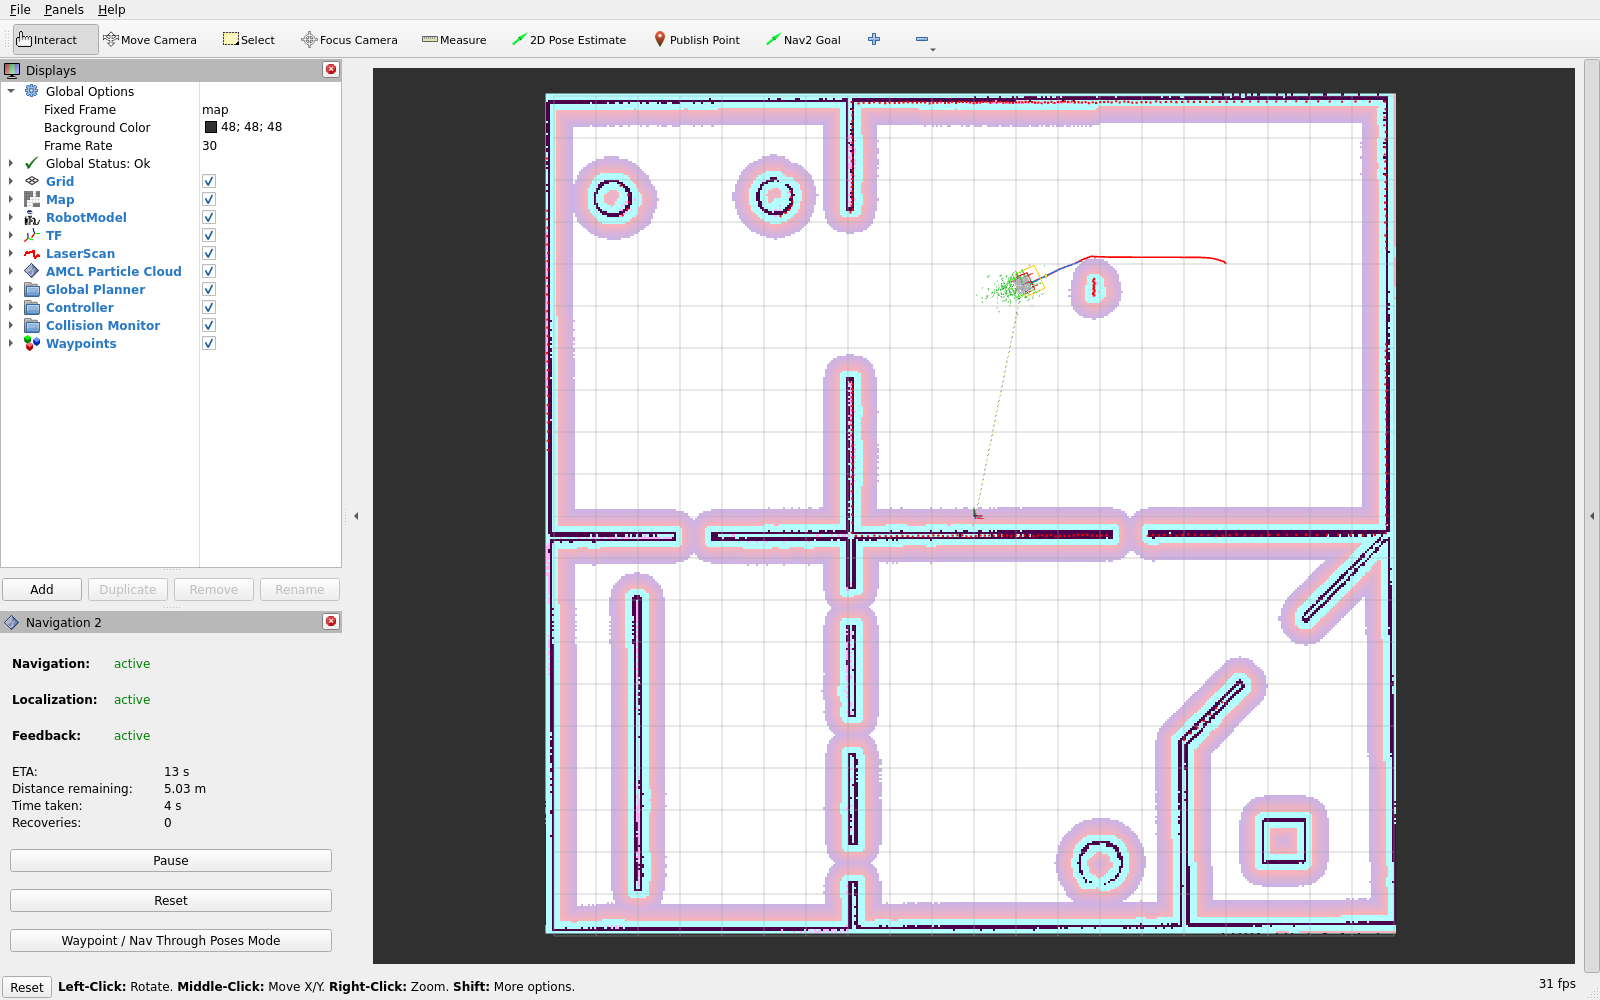 File Panels Help
Interact Move Camera Select Focus Camera Measure 2D Pose Estimate Publish Point Nav2 Goal
Displays
Global Options
Fixed Frame map
Background Color 48; 48; 48
Frame Rate 30
Global Status: Ok
Grid
Map
RobotModel
TF
LaserScan
AMCL Particle Cloud
Global Planner
Controller
Collision Monitor
Waypoints
Add Duplicate Remove Rename
Navigation 2
Navigation: active
Localization: active
Feedback: active
ETA: 13 s
Distance remaining: 5.03 m
Time taken: 4 s
Recoveries: 0
Pause
Reset
Waypoint / Nav Through Poses Mode
Reset Left-Click: Rotate. Middle-Click: Move X/Y. Right-Click: Zoom. Shift: More options. 31 fps